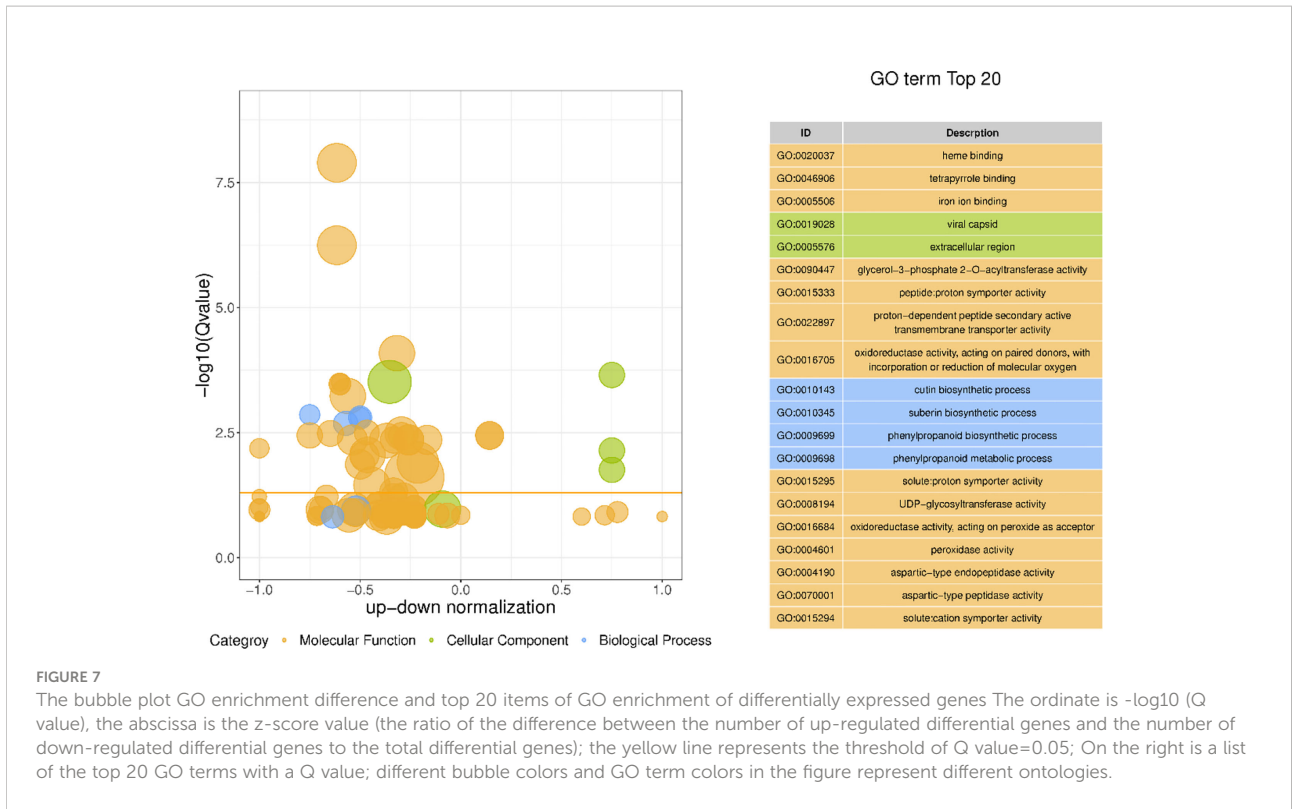 GO term Top 20
7.5
5.0
2.5
0.0
-log10(Qvalue)
-1.0
-0.5
0.0
0.5
1.0
up-down normalization
Categroy Molecular Function Cellular Component Biological Process
ID Descrption
GO:0020037 heme binding
GO:0046906 tetrapyrrole binding
GO:0005506 iron ion binding
GO:0019028 viral capsid
GO:0005576 extracellular region
GO:0090447 glycerol-3-phosphate 2-O-acyltransferase activity
GO:0015333 peptide:proton symporter activity
GO:0022897 proton-dependent peptide secondary active
transmembrane transporter activity
GO:0016705 oxidoreductase activity, acting on paired donors, with
incorporation or reduction of molecular oxygen
GO:0010143 cutin biosynthetic process
GO:0010345 suberin biosynthetic process
GO:0009699 phenylpropanoid biosynthetic process
GO:0009698 phenylpropanoid metabolic process
GO:0015295 solute:proton symporter activity
GO:0008194 UDP-glycosyltransferase activity
GO:0016684 oxidoreductase activity, acting on peroxide as acceptor
GO:0004601 peroxidase activity
GO:0004190 aspartic-type endopeptidase activity
GO:0070001 aspartic-type peptidase activity
GO:0015294 solute:cation symporter activity
FIGURE 7
The bubble plot GO enrichment difference and top 20 items of GO enrichment of differentially expressed genes The ordinate is -log10 (Q
value), the abscissa is the z-score value (the ratio of the difference between the number of up-regulated differential genes and the number of
down-regulated differential genes to the total differential genes); the yellow line represents the threshold of Q value=0.05; On the right is a list
of the top 20 GO terms with a Q value; different bubble colors and GO term colors in the figure represent different ontologies.